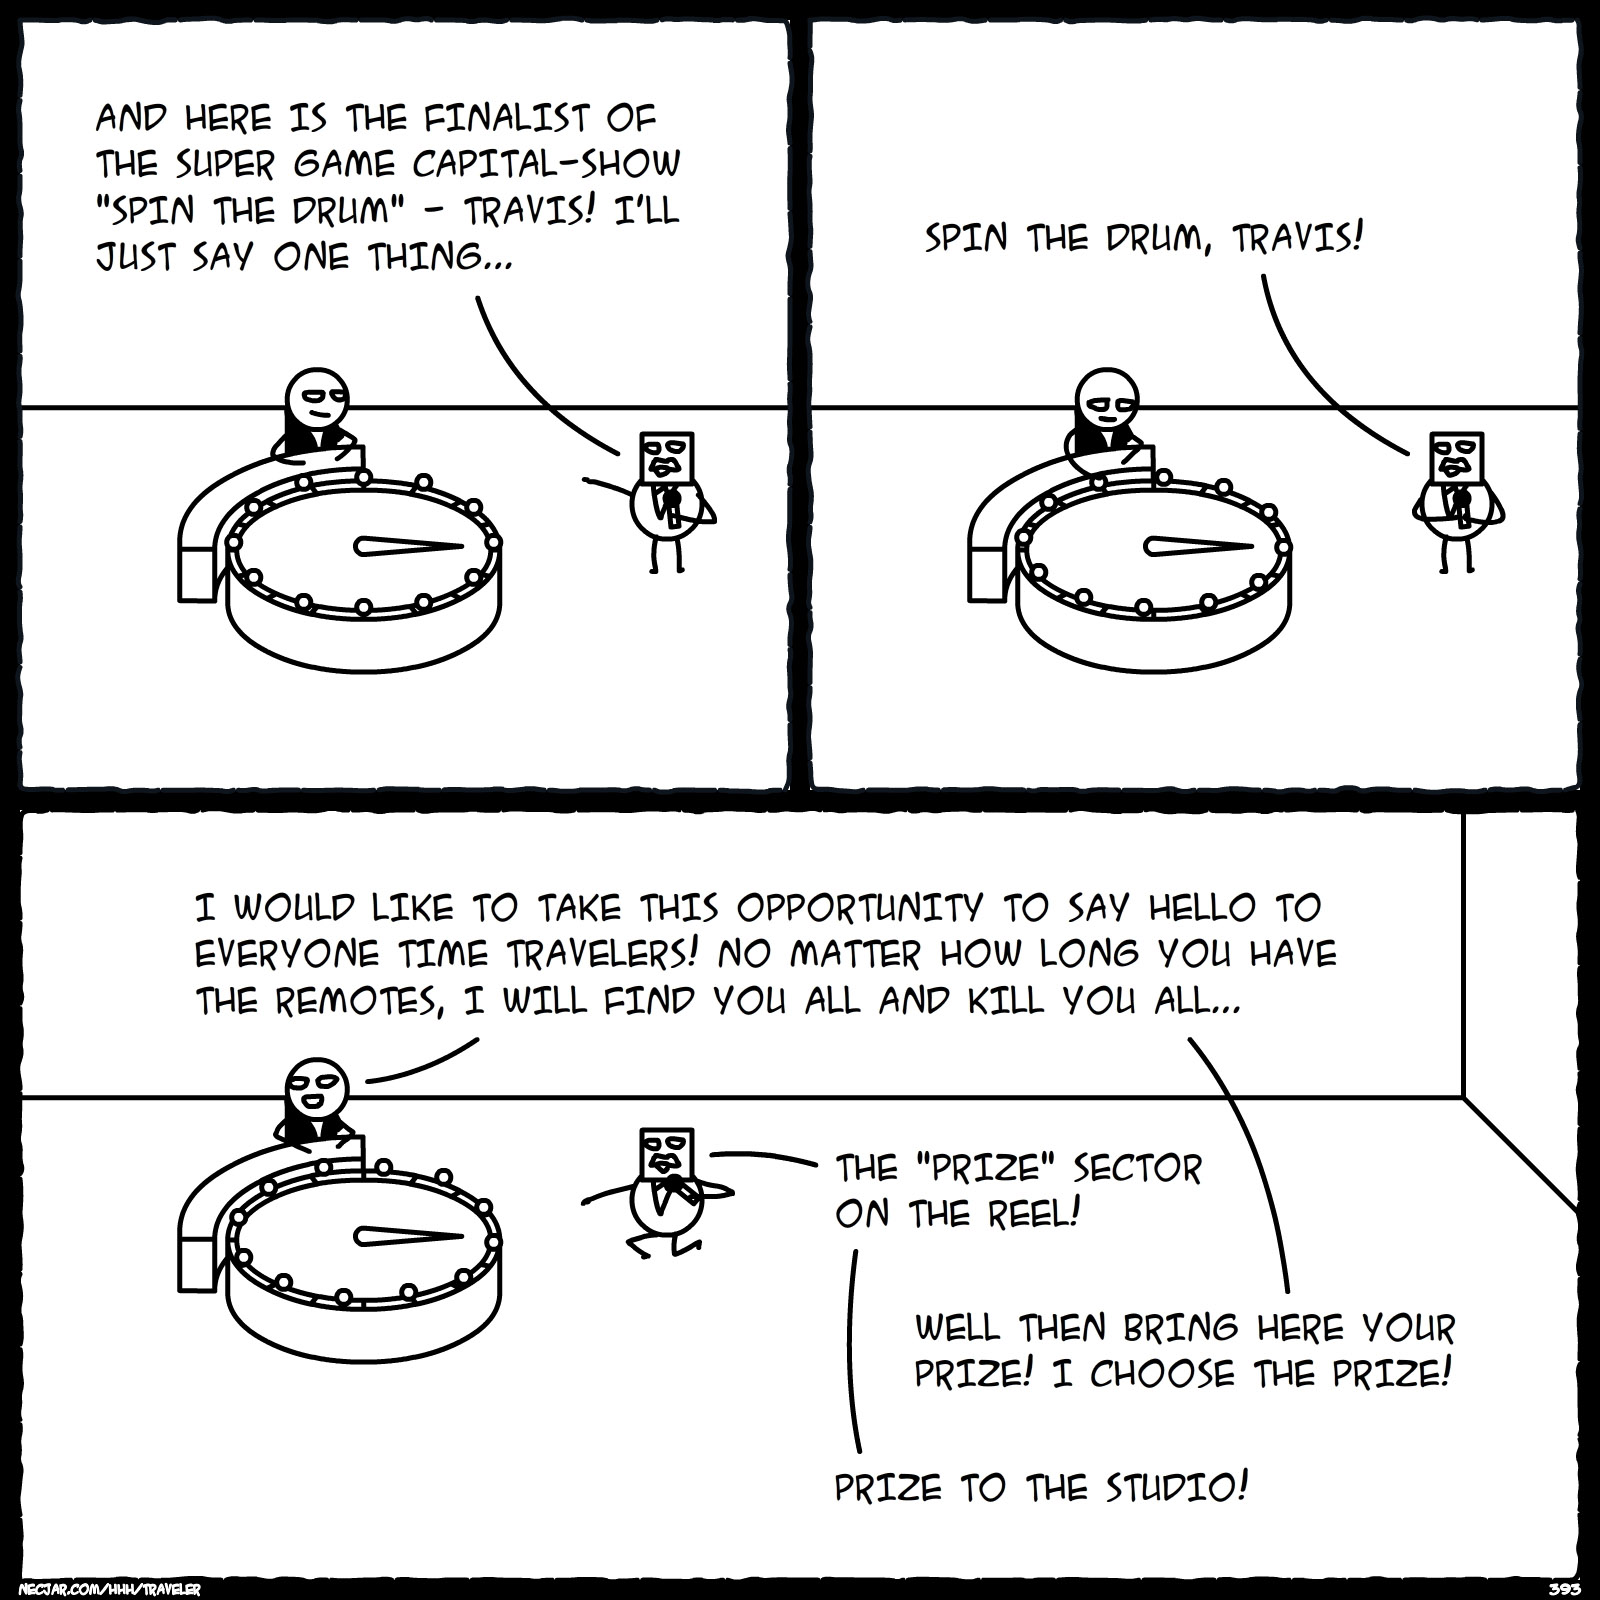 AND HERE IS THE FINALIST OF
THE SUPER GAME CAPITAL-SHOW
"SPIN THE DRUM" - TRAVIS! I'LL
JUST SAY ONE THING...
SPIN THE DRUM, TRAVIS!
I WOULD LIKE TO TAKE THIS OPPORTUNITY TO SAY HELLO TO
EVERYONE TIME TRAVELERS! NO MATTER HOW LONG YOU HAVE
THE REMOTES, I WILL FIND YOU ALL AND KILL YOU ALL...
THE "PRIZE" SECTOR
ON THE REEL!
WELL THEN BRING HERE YOUR
PRIZE! I CHOOSE THE PRIZE!
PRIZE TO THE STUDIO!
NECJAR.COM/HHH/TRAVELER
393